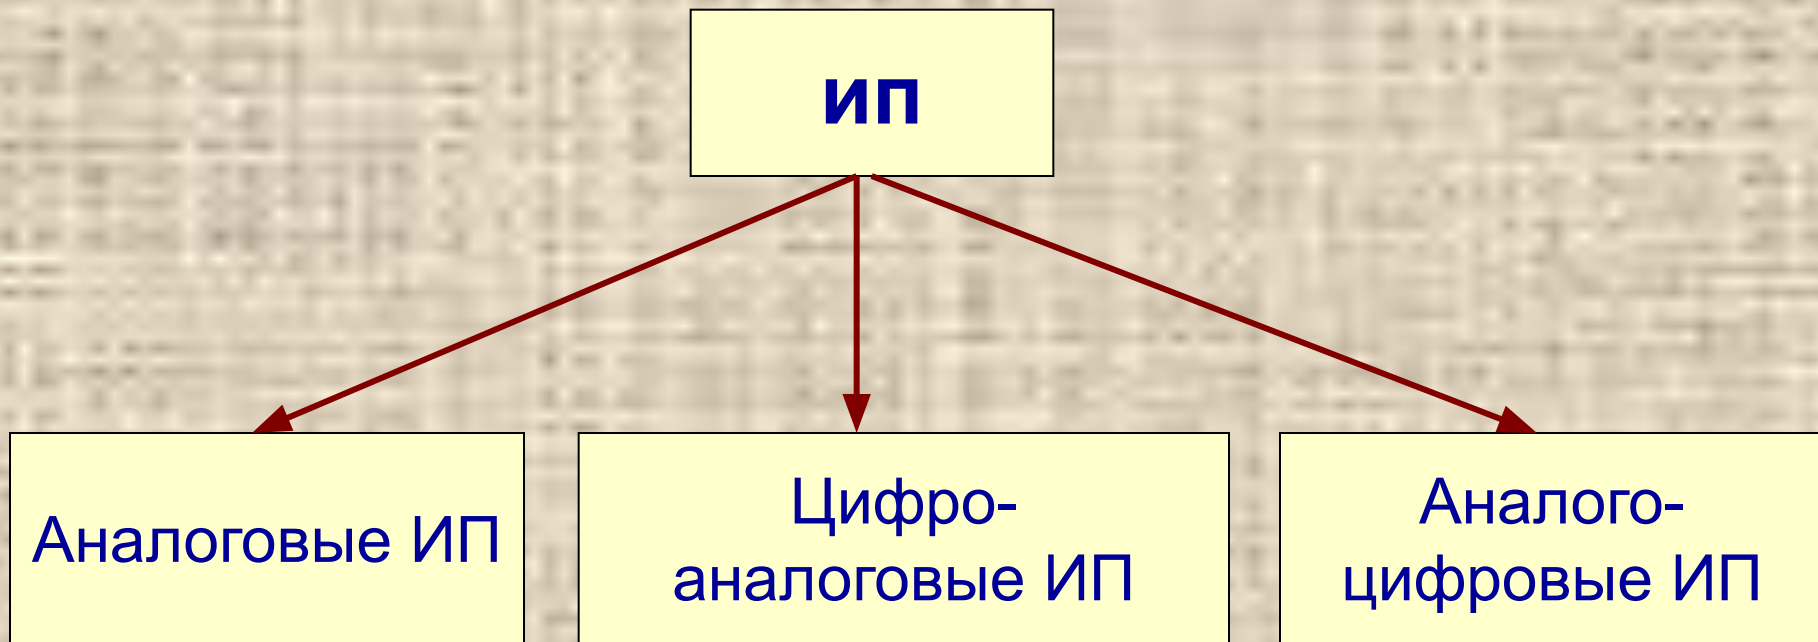 ИП
Аналоговые ИП
Цифро-
аналоговые ИП
Аналого-
цифровые ИП